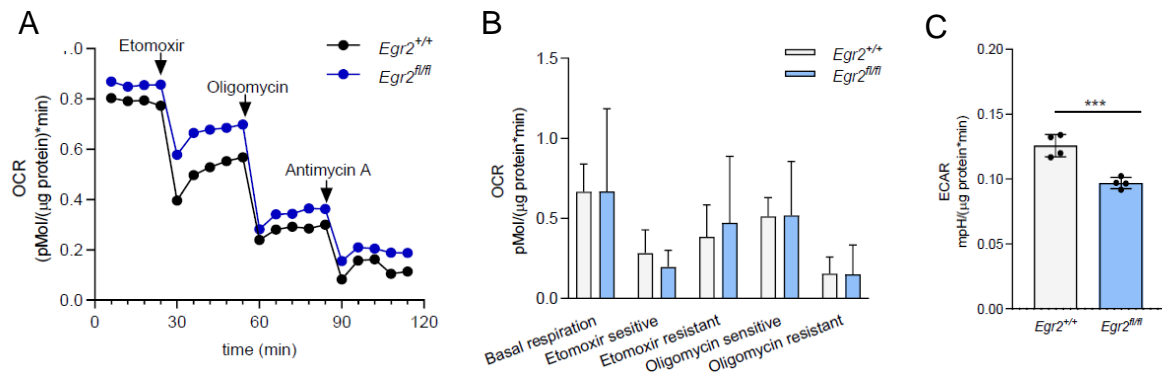 A
Etomoxir
Oligomycin
Antimycin A
Egr2+/+
Egr2fl/fl
OCR
(pMol/(µg protein)*min)
1.0
0.8
0.6
0.4
0.2
0.0
0 30 60 90 120
time (min)
B
Egr2+/+
Egr2fl/fl
OCR
pMol/(µg protein*min)
1.5
1.0
0.5
0.0
Basal respiration
Etomoxir sesitive
Etomoxir resistant
Oligomycin sensitive
Oligomycin resistant
C
ECAR
mpH/(µg protein*min)
0.20
0.15
0.10
0.05
0.00
***
Egr2+/+ Egr2fl/fl